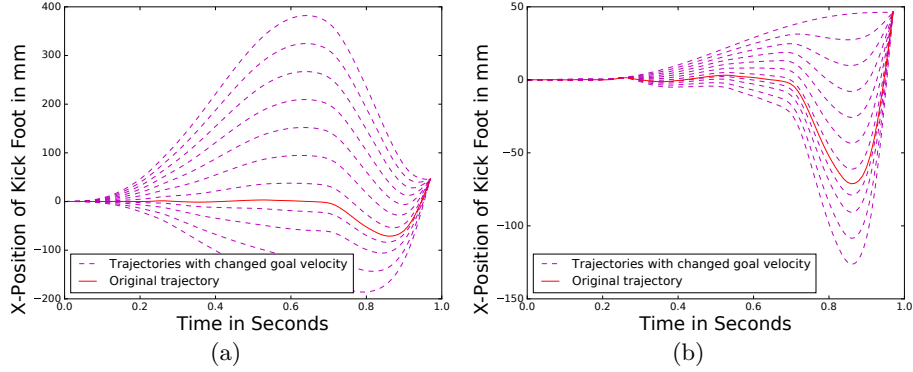 400
300
200
100
0
−100
−200
0.0
0.2
0.4
0.6
0.8
1.0
X-Position of Kick Foot in mm
Time in Seconds
Trajectories with changed goal velocity
Original trajectory
(a)
50
0
−50
−100
−150
0.0
0.2
0.4
0.6
0.8
1.0
X-Position of Kick Foot in mm
Time in Seconds
Trajectories with changed goal velocity
Original trajectory
(b)